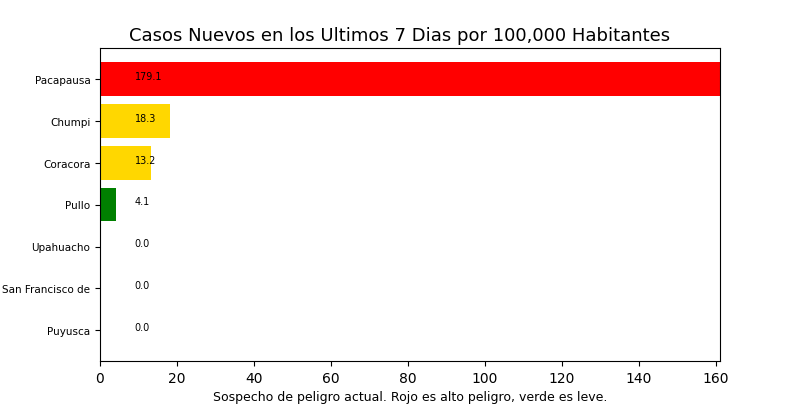 Casos Nuevos en los Ultimos 7 Dias por 100,000 Habitantes
Pacapausa 179.1
Chumpi 18.3
Coracora 13.2
Pullo 4.1
Upahuacho 0.0
San Francisco de 0.0
Puyusca 0.0
0 20 40 60 80 100 120 140 160
Sospecho de peligro actual. Rojo es alto peligro, verde es leve.